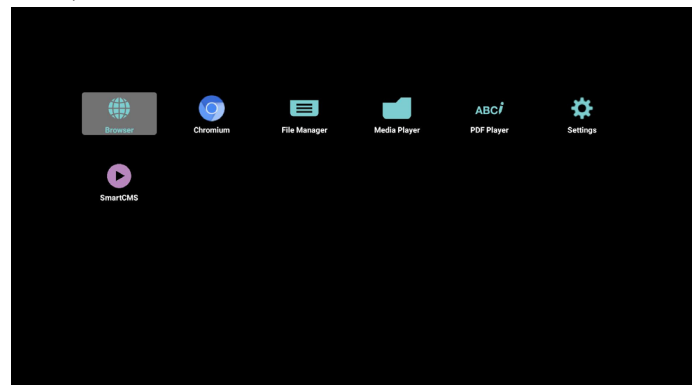 Browser
Chromium
File Manager
Media Player
ABCi
PDF Player
Settings
SmartCMS